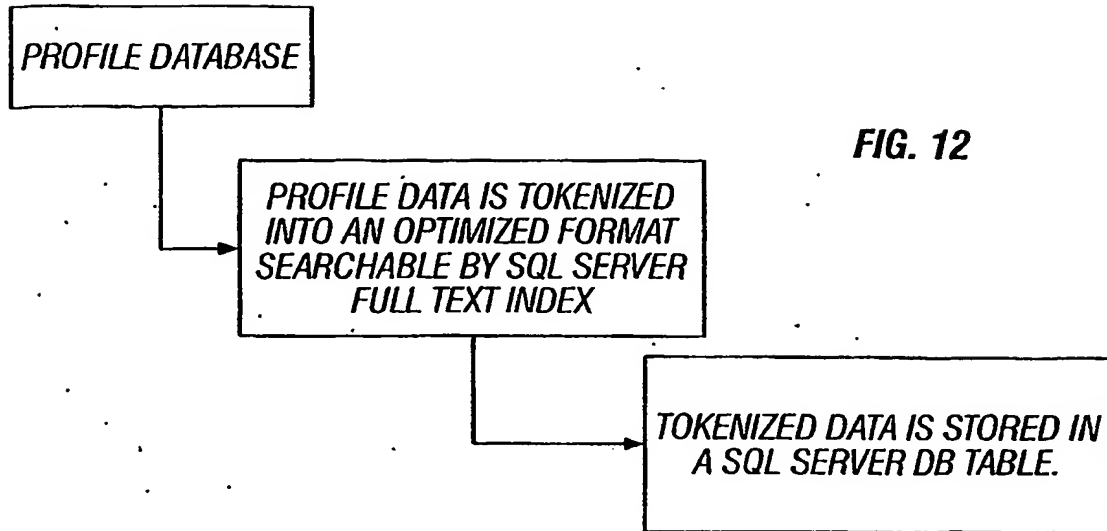 PROFILE DATABASE
FIG. 12
PROFILE DATA IS TOKENIZED
INTO AN OPTIMIZED FORMAT
SEARCHABLE BY SQL SERVER
FULL TEXT INDEX
TOKENIZED DATA IS STORED IN
A SQL SERVER DB TABLE.